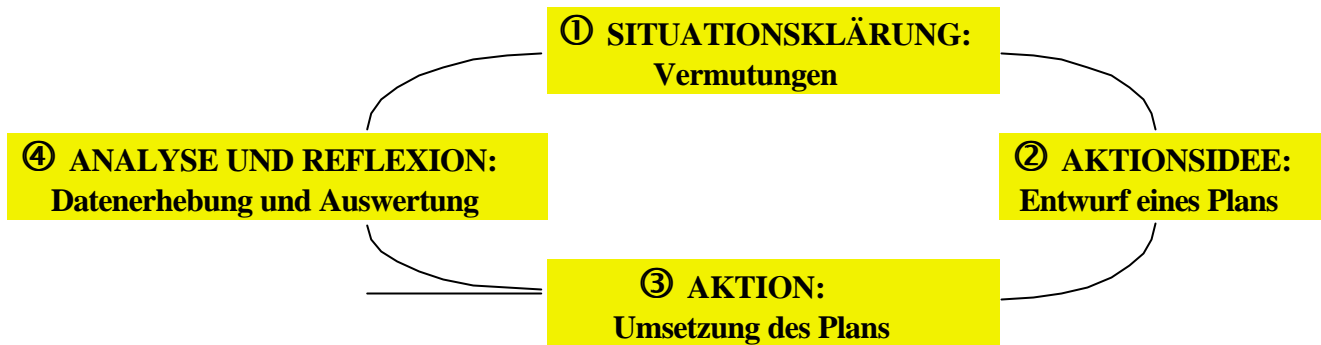 ① SITUATIONSKLÄRUNG:
Vermutungen
② AKTIONSIDEE:
Entwurf eines Plans
③ AKTION:
Umsetzung des Plans
④ ANALYSE UND REFLEXION:
Datenerhebung und Auswertung